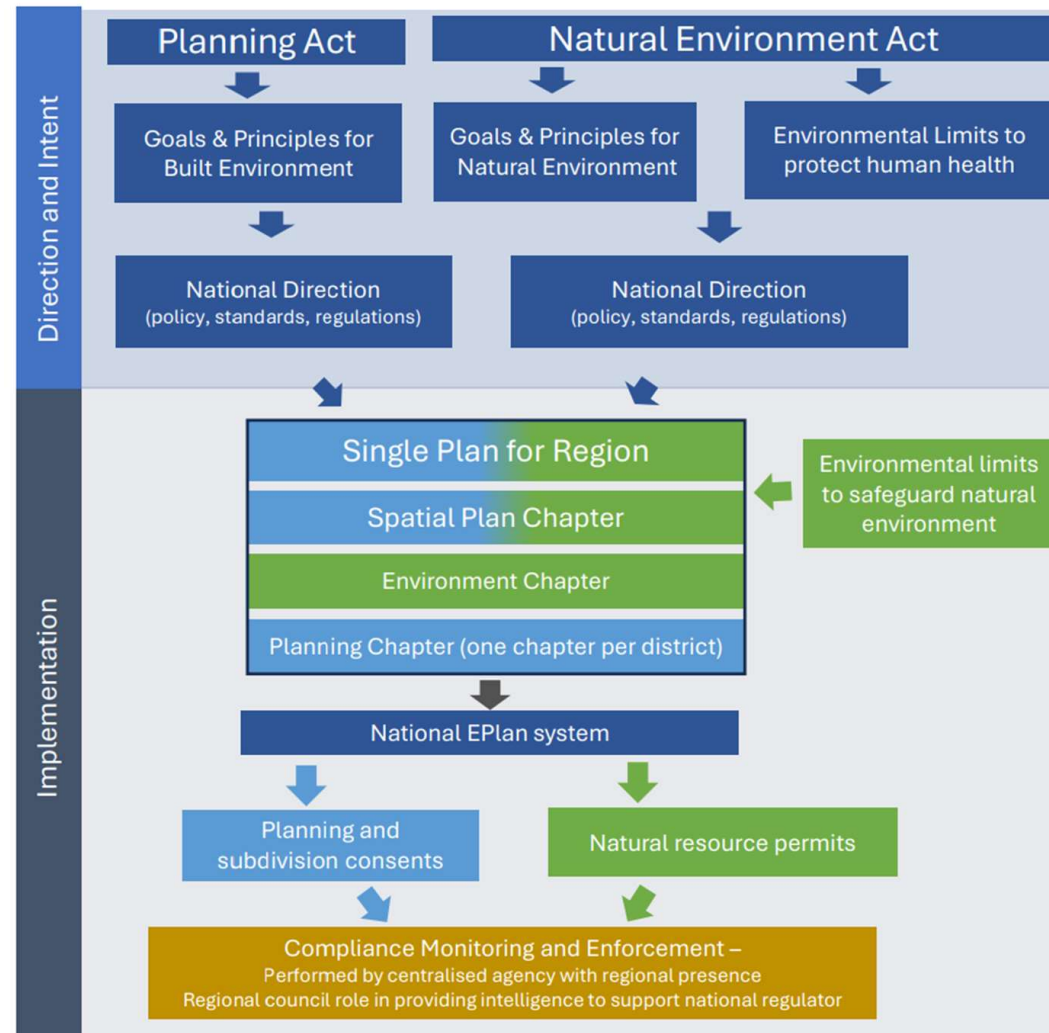 Planning Act
Natural Environment Act
Direction and Intent
Goals & Principles for
Built Environment
Goals & Principles for
Natural Environment
Environmental Limits to
protect human health
National Direction
(policy, standards, regulations)
National Direction
(policy, standards, regulations)
Implementation
Single Plan for Region
Spatial Plan Chapter
Environment Chapter
Planning Chapter (one chapter per district)
Environmental limits
to safeguard natural
environment
National EPlan system
Planning and
subdivision consents
Natural resource permits
Compliance Monitoring and Enforcement –
Performed by centralised agency with regional presence
Regional council role in providing intelligence to support national regulator